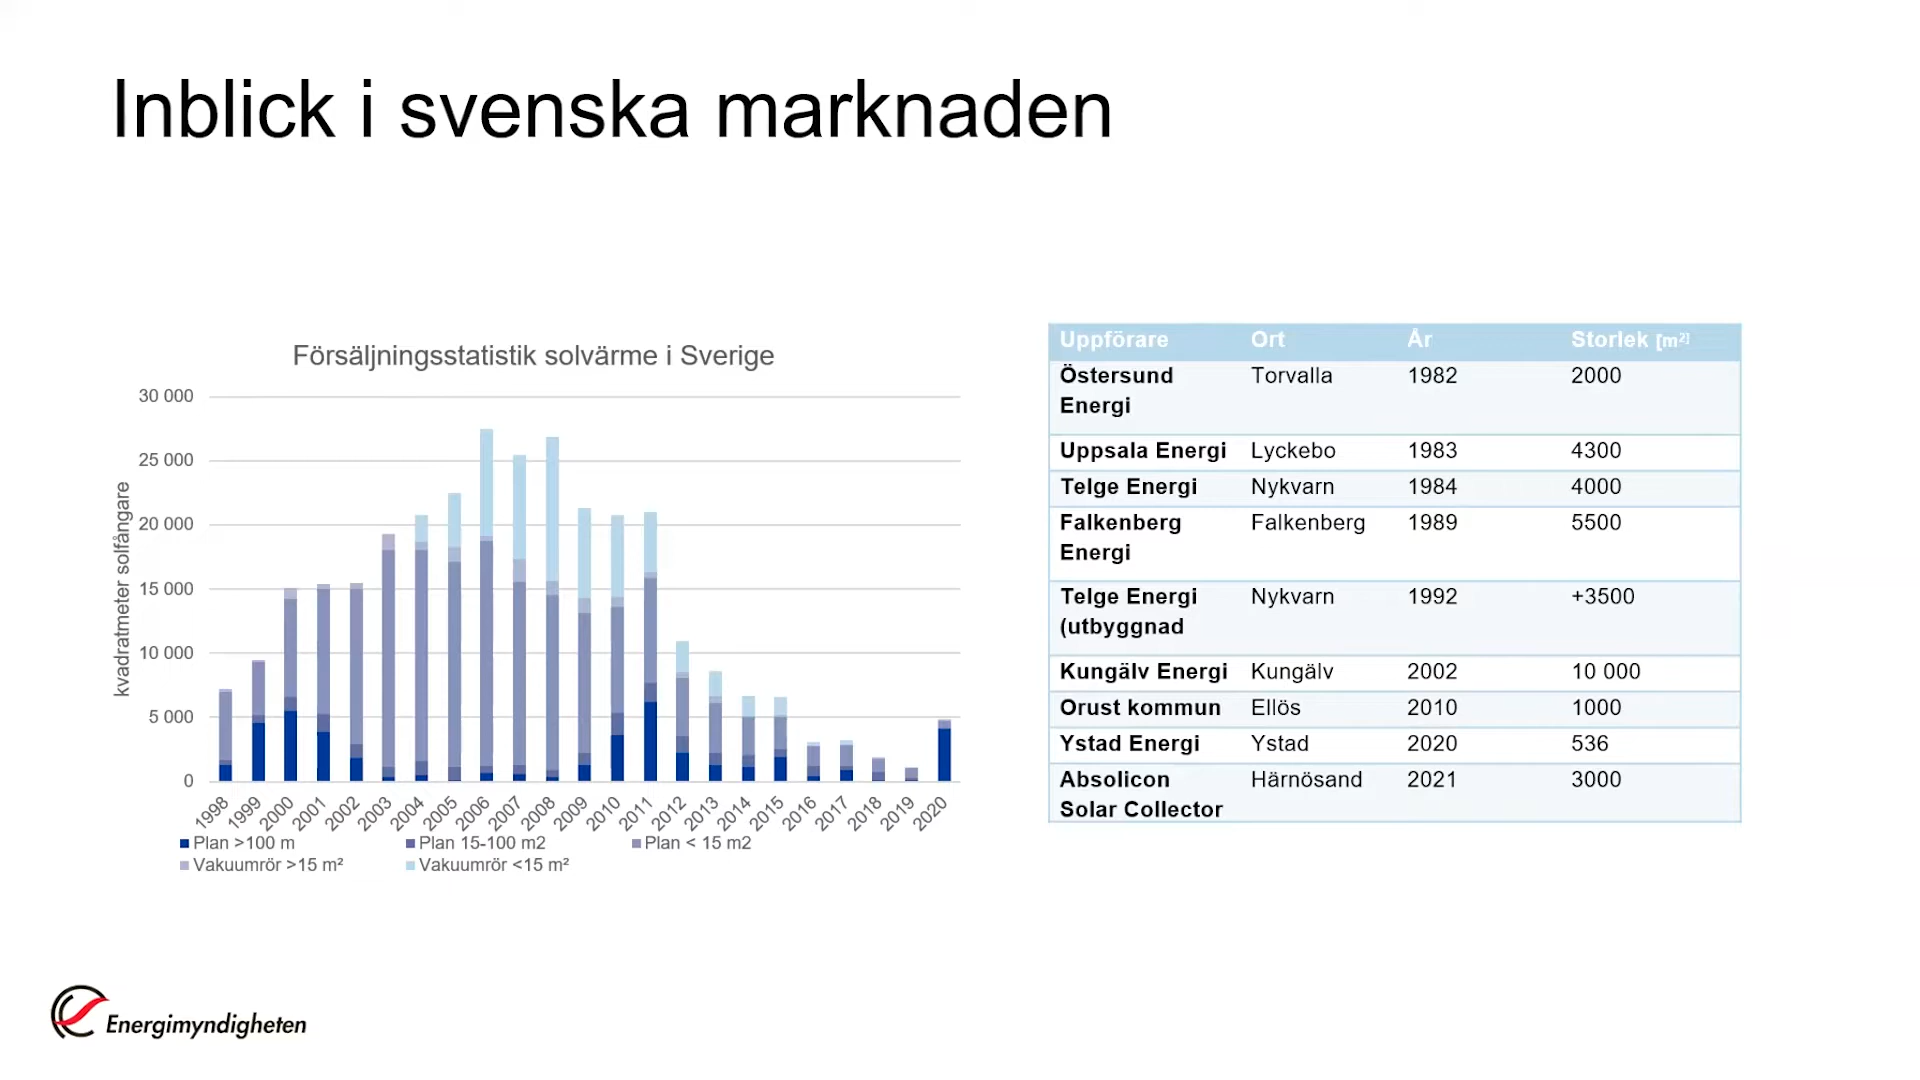 Inblick i svenska marknaden
Försäljningsstatistik solvärme i Sverige
kvadratmeter solfångare
30 000
25 000
20 000
15 000
10 000
5 000
0
1998 1999 2000 2001 2002 2003 2004 2005 2006 2007 2008 2009 2010 2011 2012 2013 2014 2015 2016 2017 2018 2019 2020
Plan >100 m Plan 15-100 m2 Plan < 15 m2
Vakuumrör >15 m² Vakuumrör <15 m²
Uppförare Ort År Storlek [m²]
Östersund Torvalla 1982 2000
Energi
Uppsala Energi Lyckebo 1983 4300
Telge Energi Nykvarn 1984 4000
Falkenberg Falkenberg 1989 5500
Energi
Telge Energi Nykvarn 1992 +3500
(utbyggnad
Kungälv Energi Kungälv 2002 10 000
Orust kommun Ellös 2010 1000
Ystad Energi Ystad 2020 536
Absolicon Härnösand 2021 3000
Solar Collector
Energimyndigheten